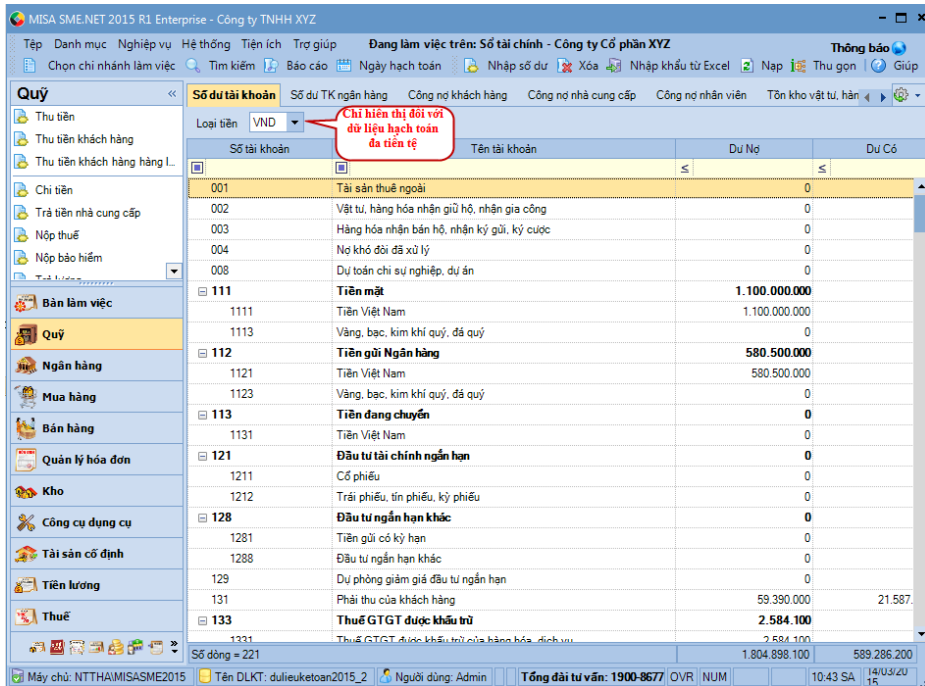 MISA SME.NET 2015 R1 Enterprise - Công ty TNHH XYZ
Tệp Danh mục Nghiệp vụ Hệ thống Tiện ích Trợ giúp Đang làm việc trên: Sổ tài chính - Công ty Cổ phần XYZ Thông báo
Chọn chi nhánh làm việc Tìm kiếm Báo cáo Ngày hạch toán Nhập số dư Xóa Nhập khẩu từ Excel Nạp Thu gọn Giúp
Quỹ «
Thu tiền
Thu tiền khách hàng
Thu tiền khách hàng hàng l...
Chi tiền
Trả tiền nhà cung cấp
Nộp thuế
Nộp bảo hiểm
Bàn làm việc
Quỹ
Ngân hàng
Mua hàng
Bán hàng
Quản lý hóa đơn
Kho
Công cụ dụng cụ
Tài sản cố định
Tiền lương
Thuế
Số dư tài khoản Số dư TK ngân hàng Công nợ khách hàng Công nợ nhà cung cấp Công nợ nhân viên Tồn kho vật tư, hàn
Loại tiền VND
Chỉ hiển thị đối với
dữ liệu hạch toán
đa tiền tệ
Số tài khoản Tên tài khoản Dư Nợ Dư Có
≤ ≤
001 Tài sản thuê ngoài 0
002 Vật tư, hàng hóa nhận giữ hộ, nhận gia công 0
003 Hàng hóa nhận bán hộ, nhận ký gửi, ký cược 0
004 Nợ khó đòi đã xử lý 0
008 Dự toán chi sự nghiệp, dự án 0
111 Tiền mặt 1.100.000.000
1111 Tiền Việt Nam 1.100.000.000
1113 Vàng, bạc, kim khí quý, đá quý 0
112 Tiền gửi Ngân hàng 580.500.000
1121 Tiền Việt Nam 580.500.000
1123 Vàng, bạc, kim khí quý, đá quý 0
113 Tiền đang chuyển 0
1131 Tiền Việt Nam 0
121 Đầu tư tài chính ngắn hạn 0
1211 Cổ phiếu 0
1212 Trái phiếu, tín phiếu, kỳ phiếu 0
128 Đầu tư ngắn hạn khác 0
1281 Tiền gửi có kỳ hạn 0
1288 Đầu tư ngắn hạn khác 0
129 Dự phòng giảm giá đầu tư ngắn hạn 0
131 Phải thu của khách hàng 59.390.000 21.587.
133 Thuế GTGT được khấu trừ 2.584.100
1331 Thuế GTGT được khấu trừ của hàng hóa, dịch vụ 2.584.100
Số dòng = 221 1.804.898.100 589.286.200
Máy chủ: NTTHA\MISASME2015 Tên DLKT: dulieuketoan2015_2 Người dùng: Admin Tổng đài tư vấn: 1900-8677 OVR NUM 10:43 SA 14/03/20
15